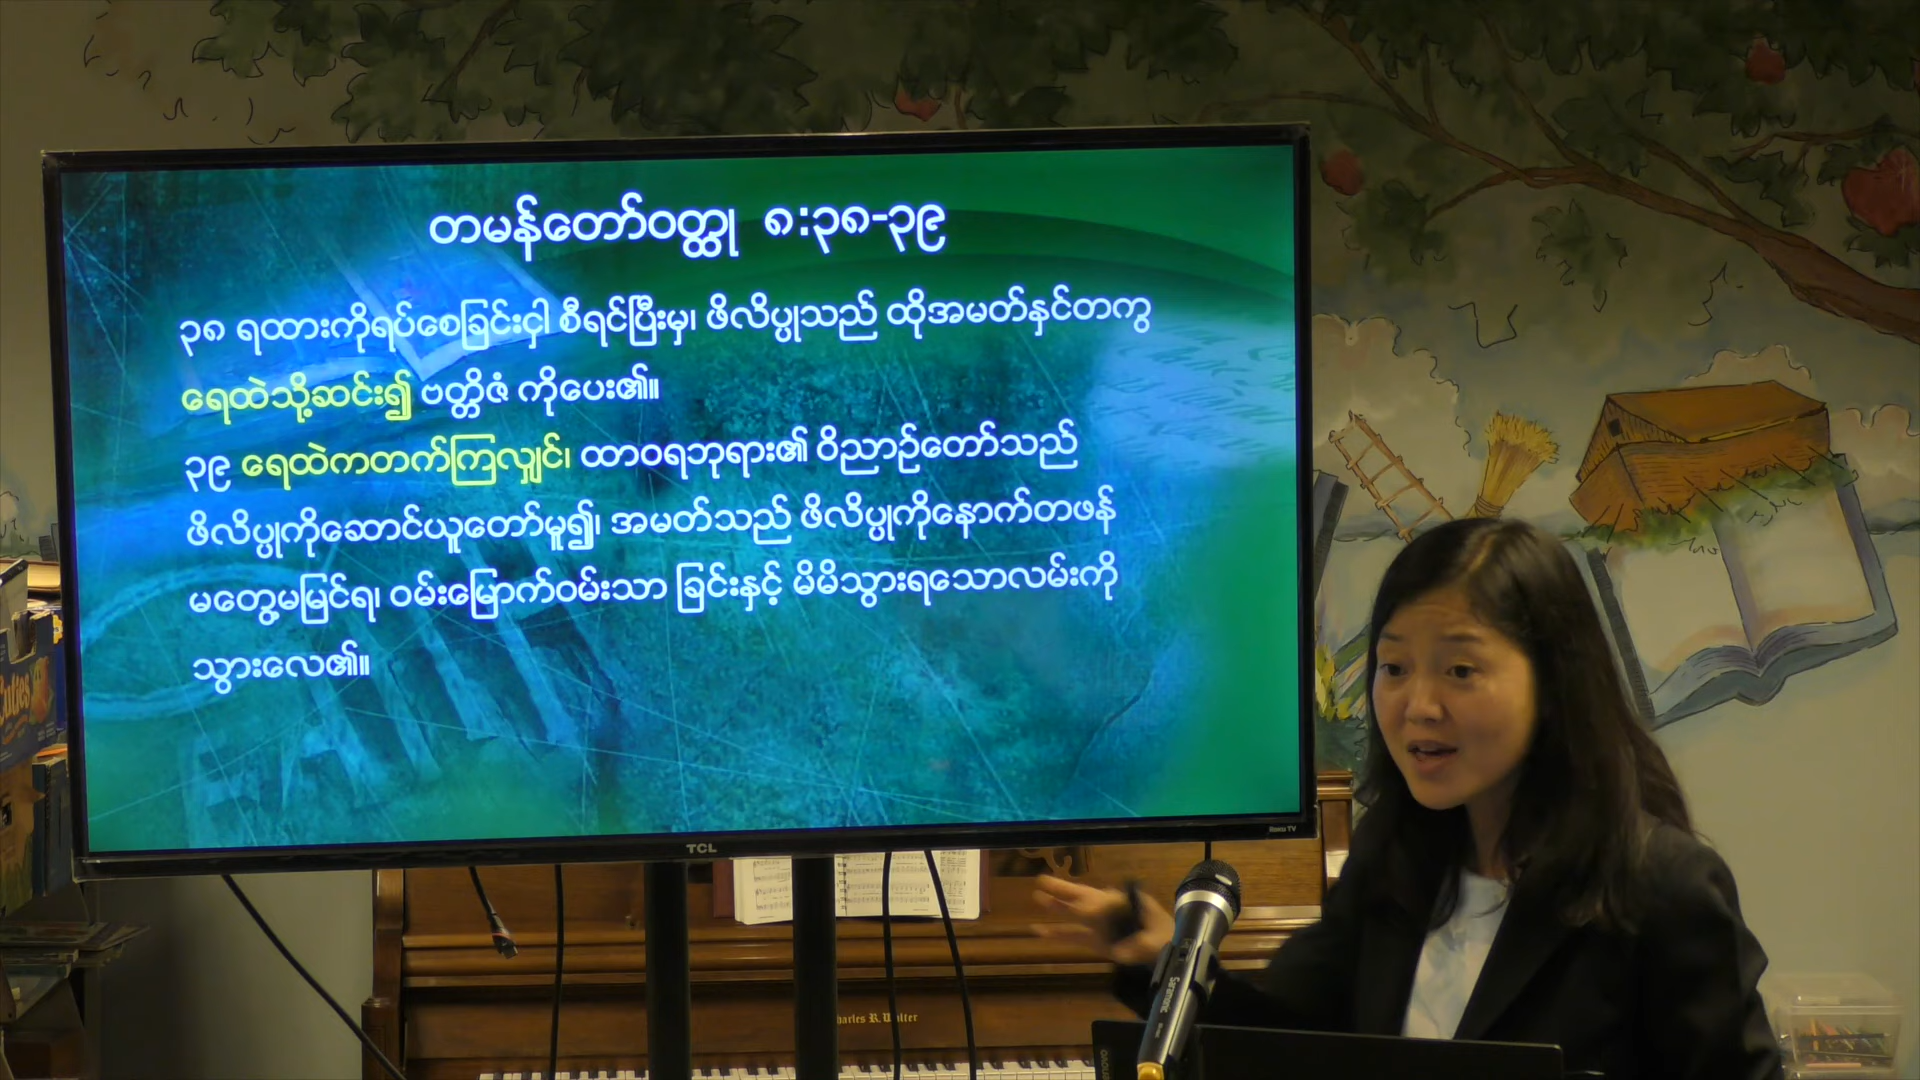 တမန်တော်ဝတ္ထု ၈:၃၈-၃၉
၃၈ ရထားကိုရပ်စေခြင်းငှါ စီရင်ပြီးမှ၊ ဖိလိပ္ပုသည် ထိုအမတ်နှင်တကွ
ရေထဲသို့ဆင်း၍ ဗတ္တိဇံ ကိုပေး၏။
၃၉ ရေထဲကတက်ကြလျှင်၊ ထာဝရဘုရား၏ ဝိညာဉ်တော်သည်
ဖိလိပ္ပုကိုဆောင်ယူတော်မူ၍၊ အမတ်သည် ဖိလိပ္ပုကိုနောက်တဖန်
မတွေ့မမြင်ရ၊ ဝမ်းမြောက်ဝမ်းသာ ခြင်းနှင့် မိမိသွားရသောလမ်းကို
သွားလေ၏။
TCL
Roku TV
Cuties
Charles R. Walter
Saramonic